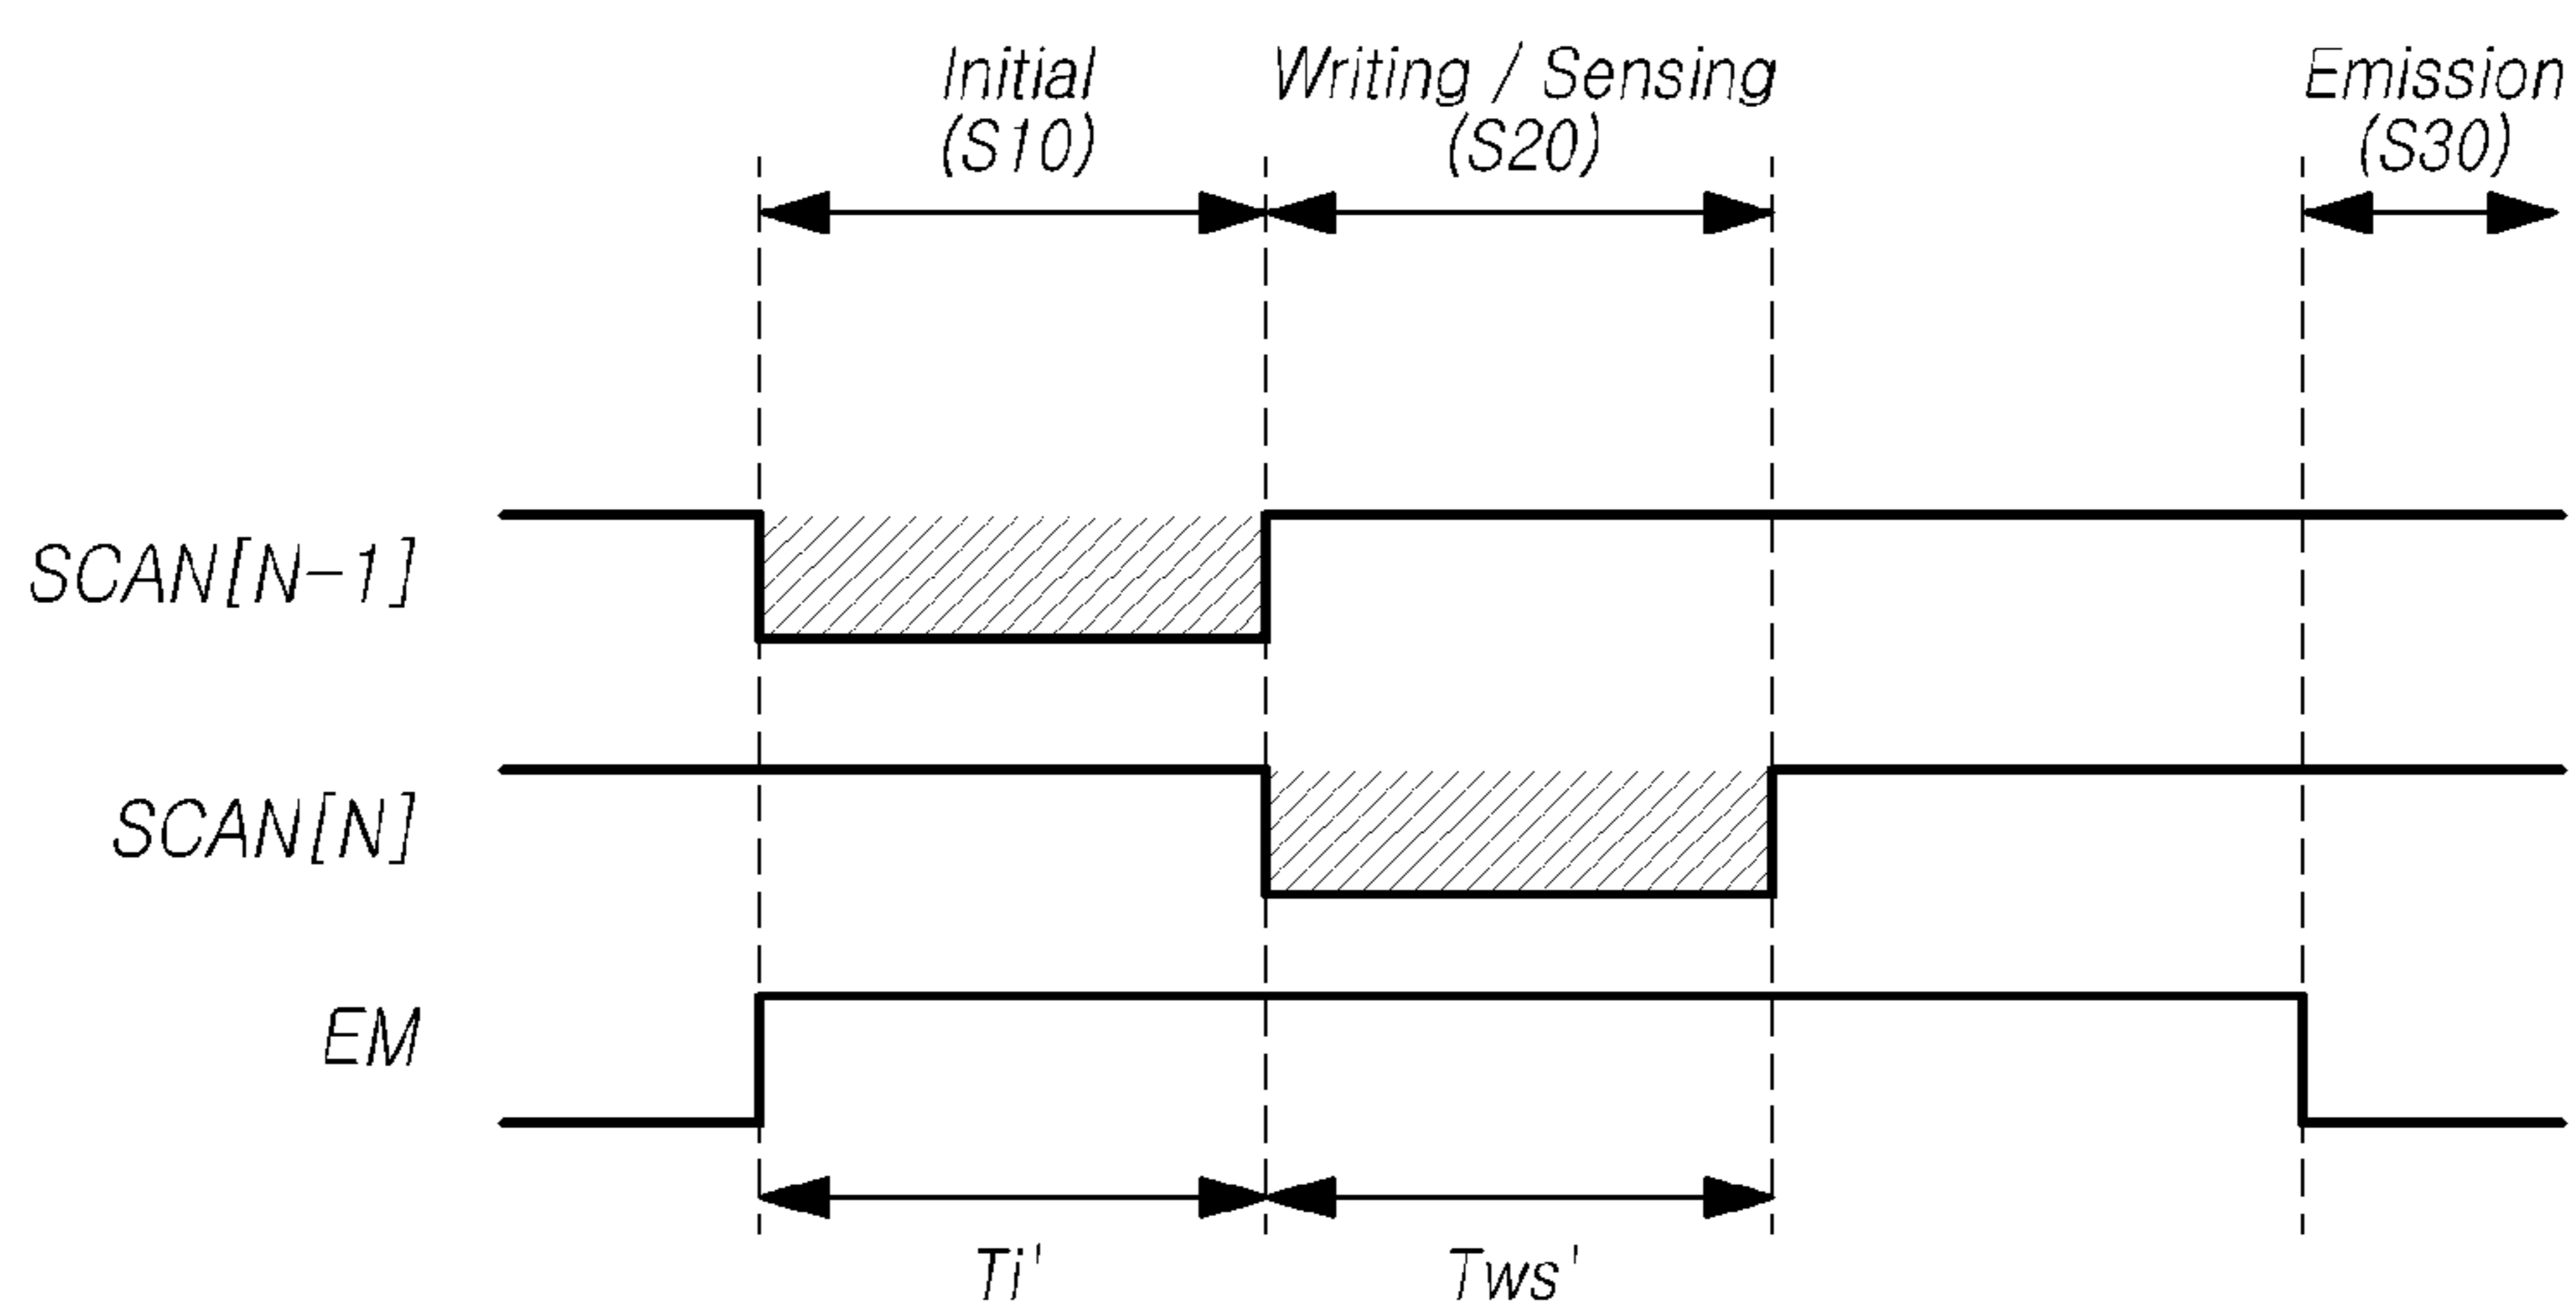 Initial
(S10)
Writing / Sensing
(S20)
Emission
(S30)
SCAN[N-1]
SCAN[N]
EM
Ti'
Tws'